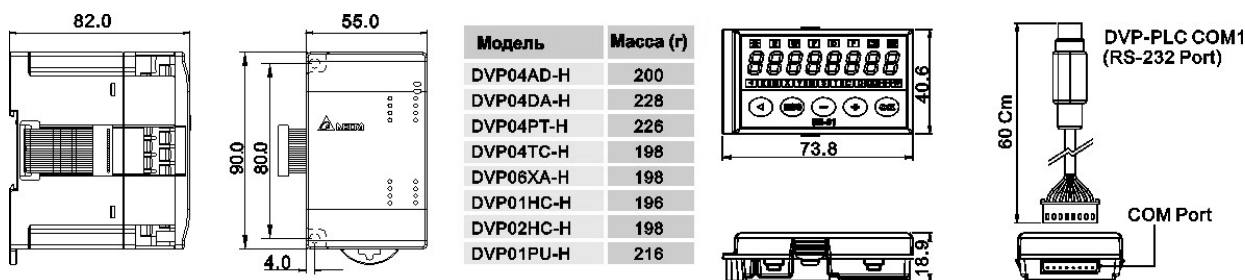 82.0
55.0
90.0
80.0
4.0
Модель Масса (г)
DVP04AD-H 200
DVP04DA-H 228
DVP04PT-H 226
DVP04TC-H 198
DVP06XA-H 198
DVP01HC-H 196
DVP02HC-H 198
DVP01PU-H 216
40.6
73.8
18.9
DVP-PLC COM1
(RS-232 Port)
60 Cm
COM Port